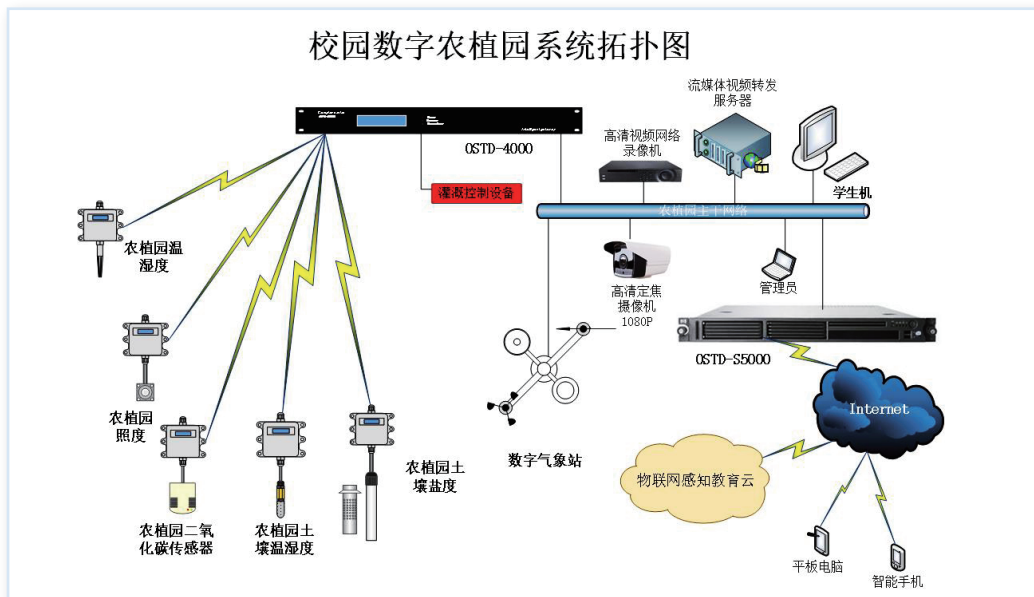 校园数字农植园系统拓扑图
流媒体视频转发
服务器
高清视频网络
录像机
OSTD-4000
灌溉控制设备
学生机
农植园主干网络
农植园温
湿度
高清定焦
摄像机
1080P
管理员
OSTD-S5000
农植园
照度
Internet
数字气象站
农植园土
壤盐度
物联网感知教育云
农植园二氧
化碳传感器
农植园土
壤温湿度
平板电脑
智能手机